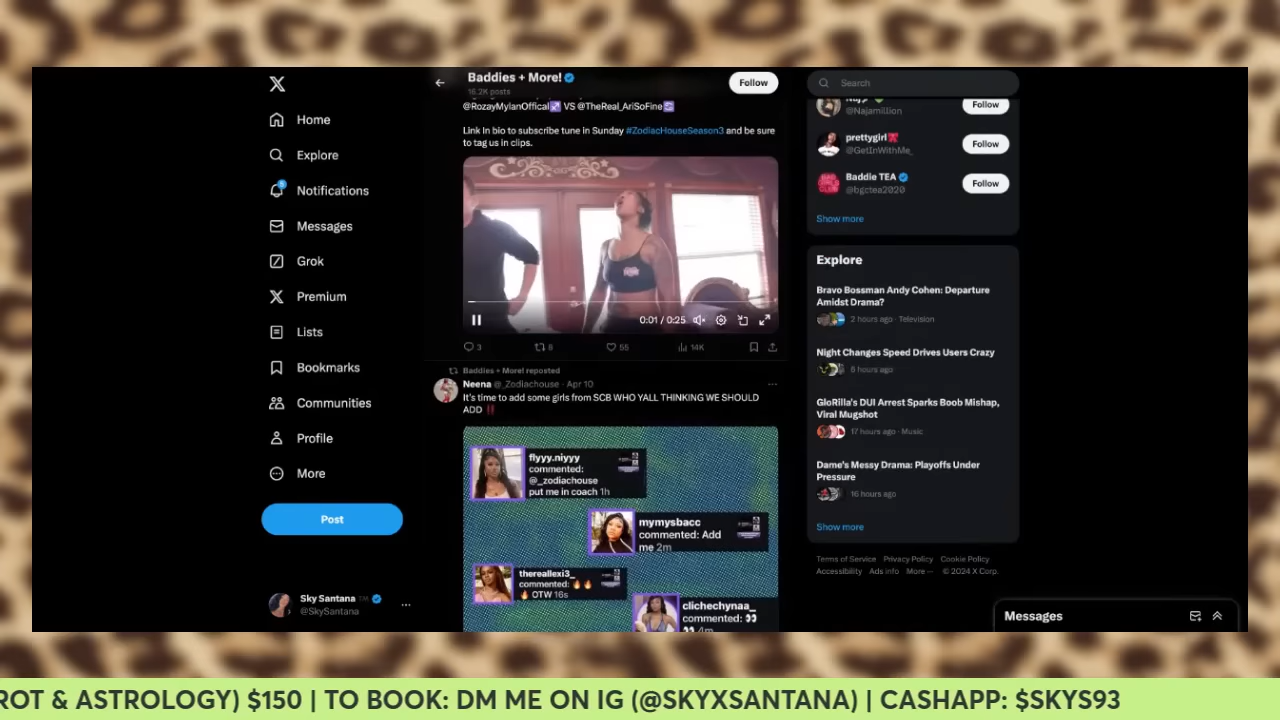 Home
Explore
Notifications
Messages
Grok
Premium
Lists
Bookmarks
Communities
Profile
More
Post
Sky Santana
@SkySantana
Baddies + More!
16.2K posts
Follow
@RozayMylanOffical VS @TheReal_AriSoFine
Link In bio to subscribe tune in Sunday #ZodiacHouseSeason3 and be sure
to tag us in clips.
0:01 / 0:25
3
8
55
14K
Baddies + More! reposted
Neena @_Zodiachouse · Apr 10
It's time to add some girls from SCB WHO YALL THINKING WE SHOULD
ADD ‼️
flyyy.niyyy
commented:
@_zodiachouse
put me in coach 1h
mymysbacc
commented: Add
me 2m
thereallexi3_
commented: 🔥🔥
🔥 OTW 16s
clichechynaa_
commented: 👀
👀 4m
Search
@Najamillion
Follow
prettygirl
@GetInWithMe_
Follow
Baddie TEA
@bgctea2020
Follow
Show more
Explore
Bravo Bossman Andy Cohen: Departure
Amidst Drama?
2 hours ago · Television
Night Changes Speed Drives Users Crazy
GloRilla's DUI Arrest Sparks Boob Mishap,
Viral Mugshot
17 hours ago · Music
Dame's Messy Drama: Playoffs Under
Pressure
16 hours ago
Show more
Terms of Service Privacy Policy Cookie Policy
Accessibility Ads info More ··· © 2024 X Corp.
Messages
ROT & ASTROLOGY) $150 | TO BOOK: DM ME ON IG (@SKYXSANTANA) | CASHAPP: $SKYS93